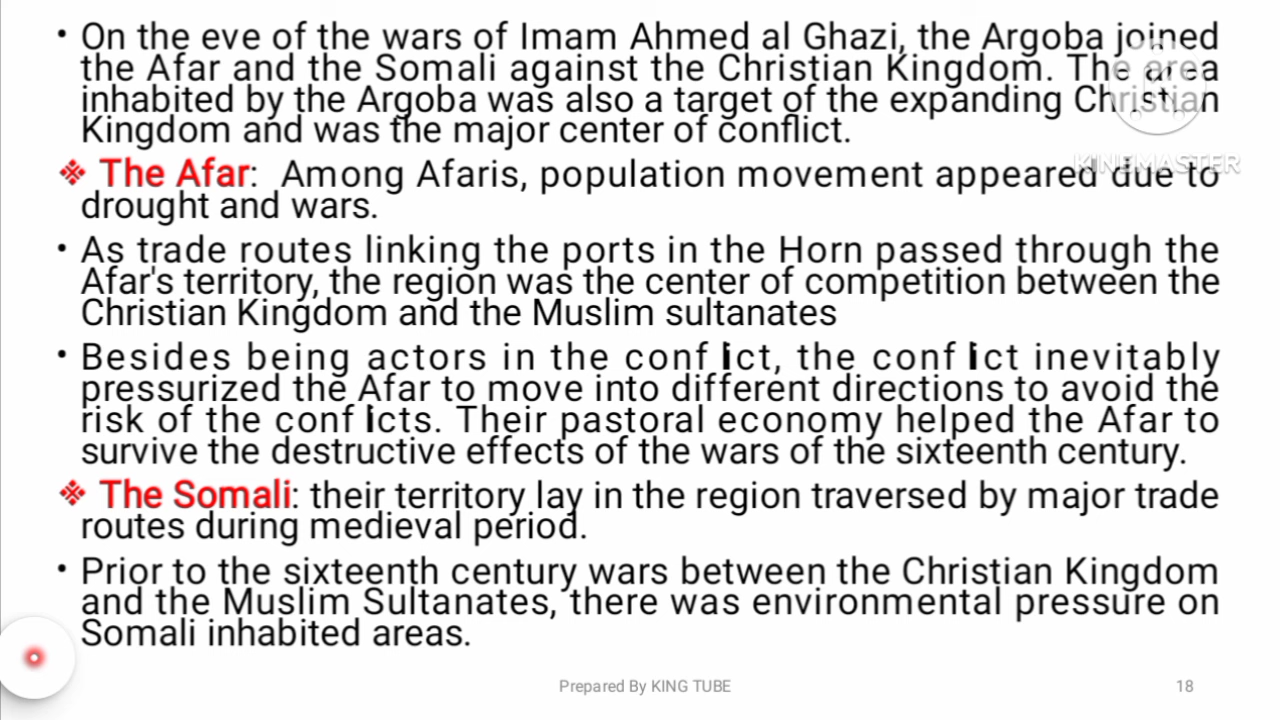 • On the eve of the wars of Imam Ahmed al Ghazi, the Argoba joined
the Afar and the Somali against the Christian Kingdom. The area
inhabited by the Argoba was also a target of the expanding Christian
Kingdom and was the major center of conflict.
❖ The Afar: Among Afaris, population movement appeared due to
drought and wars.
• As trade routes linking the ports in the Horn passed through the
Afar's territory, the region was the center of competition between the
Christian Kingdom and the Muslim sultanates
• Besides being actors in the conflict, the conflict inevitably
pressurized the Afar to move into different directions to avoid the
risk of the conflicts. Their pastoral economy helped the Afar to
survive the destructive effects of the wars of the sixteenth century.
❖ The Somali: their territory lay in the region traversed by major trade
routes during medieval period.
• Prior to the sixteenth century wars between the Christian Kingdom
and the Muslim Sultanates, there was environmental pressure on
Somali inhabited areas.
KINEMASTER
Prepared By KING TUBE
18